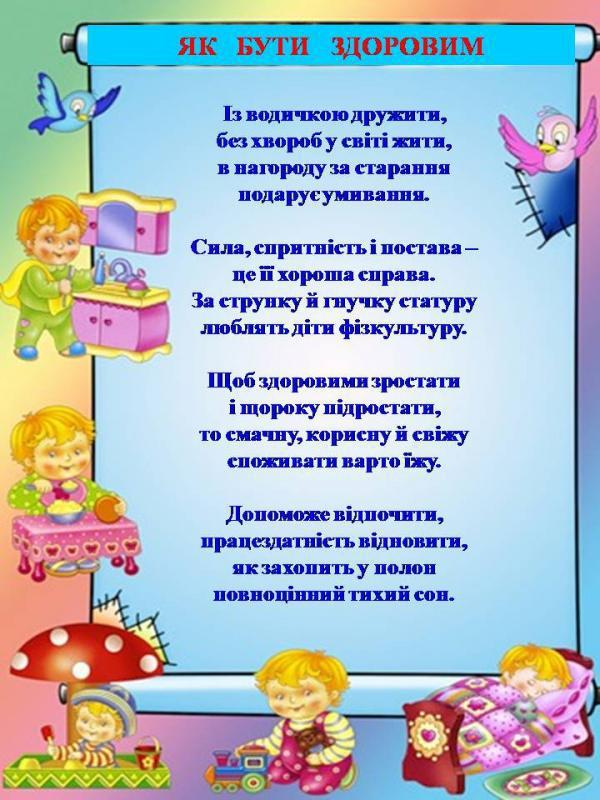 ЯК БУТИ ЗДОРОВИМ
Із водичкою дружити,
без хвороб у світі жити,
в нагороду за старання
подарує умивання.
Сила, спритність і постава –
це її хороша справа.
За струнку й гнучку статуру
люблять діти фізкультуру.
Щоб здоровими зростати
і щороку підростати,
то смачну, корисну й свіжу
споживати варто їжу.
Допоможе відпочити,
працездатність відновити,
як захопить у полон
повноцінний тихий сон.